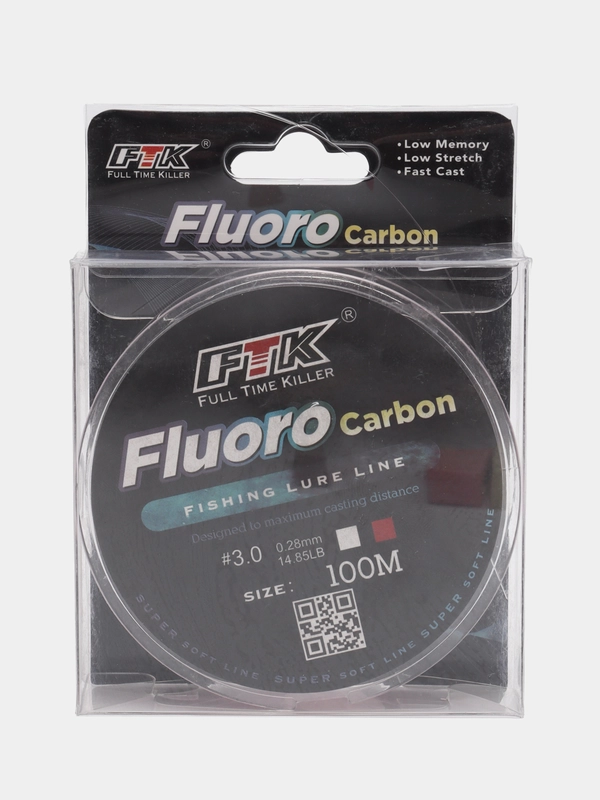 FTK®
FULL TIME KILLER
• Low Memory
• Low Stretch
• Fast Cast
Fluoro Carbon
FTK®
FULL TIME KILLER
Fluoro Carbon
FISHING LURE LINE
Designed to maximum casting distance
#3.0 0.28mm
14.85LB
SIZE: 100M
SUPER SOFT LINE SUPER SOFT LINE SUPER SOFT LINE